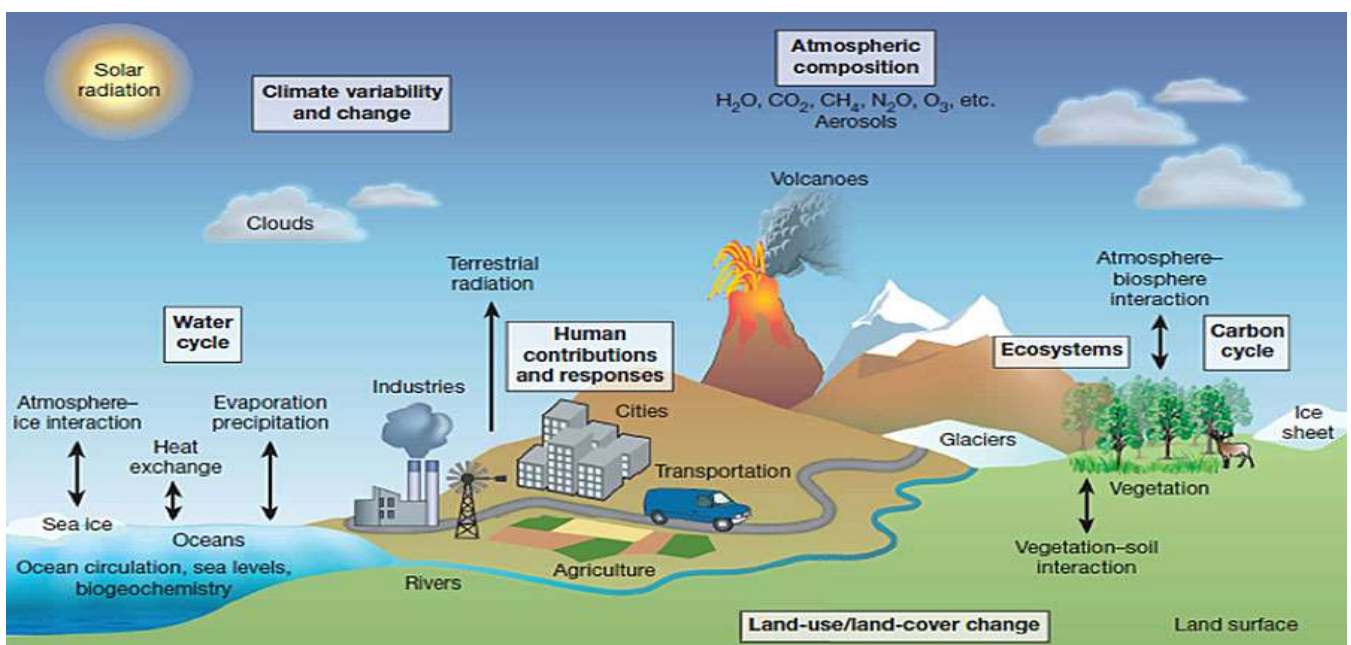 Solar
radiation
Climate variability
and change
Atmospheric
composition
H₂O, CO₂, CH₄, N₂O, O₃, etc.
Aerosols
Volcanoes
Clouds
Terrestrial
radiation
Atmosphere–
biosphere
interaction
Water
cycle
Human
contributions
and responses
Ecosystems
Carbon
cycle
Industries
Atmosphere–
ice interaction
Evaporation
precipitation
Heat
exchange
Cities
Transportation
Glaciers
Ice
sheet
Vegetation
Sea ice
Oceans
Ocean circulation, sea levels,
biogeochemistry
Rivers
Agriculture
Vegetation–soil
interaction
Land-use/land-cover change
Land surface